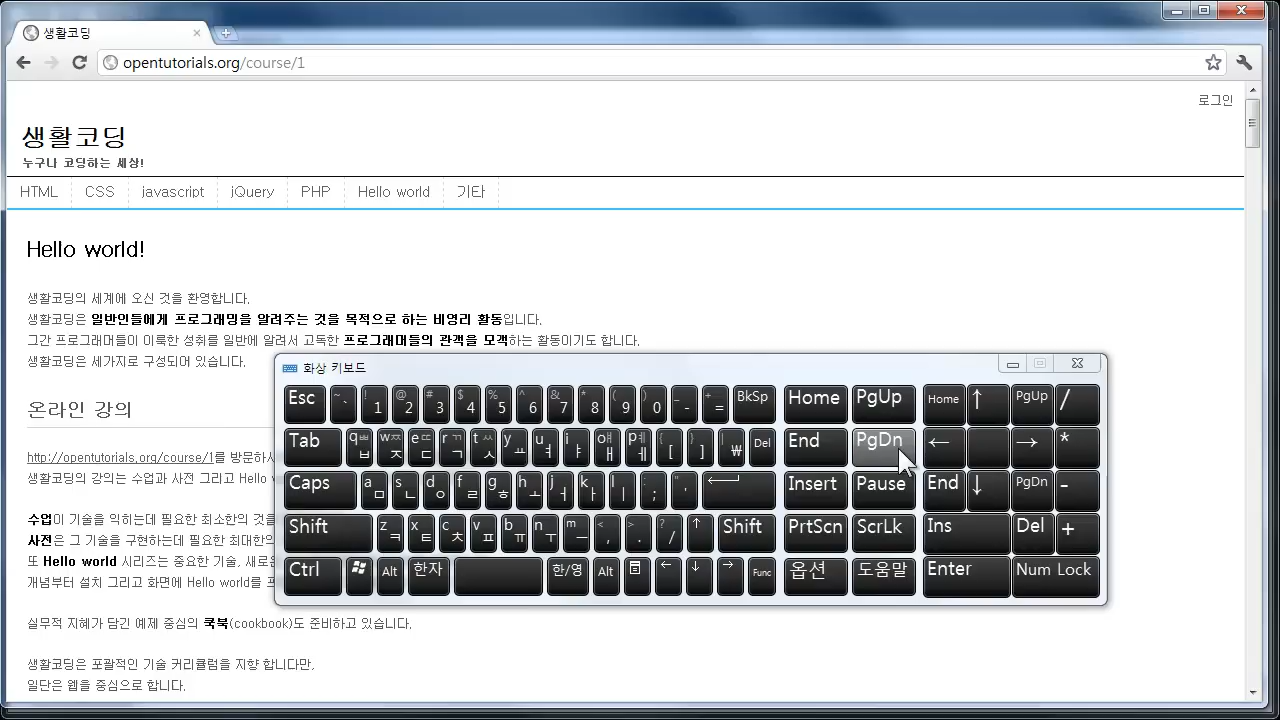 생활코딩
opentutorials.org/course/1
로그인
생활코딩
누구나 코딩하는 세상!
HTML CSS javascript jQuery PHP Hello world 기타
Hello world!
생활코딩의 세계에 오신 것을 환영합니다.
생활코딩은 일반인들에게 프로그래밍을 알려주는 것을 목적으로 하는 비영리 활동입니다.
그간 프로그래머들이 이룩한 성취를 일반에 알려서 고독한 프로그래머들의 관객을 모객하는 활동이기도 합니다.
생활코딩은 세가지로 구성되어 있습니다.
온라인 강의
http://opentutorials.org/course/1를 방문하시
생활코딩의 강의는 수업과 사전 그리고 Hello w
수업이 기술을 익히는데 필요한 최소한의 것을
사전은 그 기술을 구현하는데 필요한 최대한의
또 Hello world 시리즈는 중요한 기술, 새로운
개념부터 설치 그리고 화면에 Hello world를 프
실무적 지혜가 담긴 예제 중심의 쿡북(cookbook)도 준비하고 있습니다.
생활코딩은 포괄적인 기술 커리큘럼을 지향 합니다만,
일단은 웹을 중심으로 합니다.
화상 키보드
Esc ~ ` ! 1 @ 2 # 3 $ 4 % 5 ^ 6 & 7 * 8 ( 9 ) 0 _ - + = BkSp Home PgUp Home ↑ PgUp /
Tab q ㅃ ㅂ w ㅉ ㅈ e ㄸ ㄷ r ㄲ ㄱ t ㅆ ㅅ y ㅛ u ㅕ i ㅑ o ㅒ ㅐ p ㅖ ㅔ { [ } ] | ₩ Del End PgDn ← → *
Caps a ㅁ s ㄴ d ㅇ f ㄹ g ㅎ h ㅗ j ㅓ k ㅏ l ㅣ : ; " ' Insert Pause End ↓ PgDn -
Shift z ㅋ x ㅌ c ㅊ v ㅍ b ㅠ n ㅜ m ㅡ < , > . ? / ↑ Shift PrtScn ScrLk Ins Del +
Ctrl Alt 한자 한/영 Alt ← ↓ → Func 옵션 도움말 Enter Num Lock